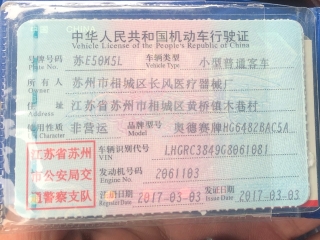 中华人民共和国机动车行驶证
Vehicle License of the People's Republic of China
号牌号码 苏E50M5L 车辆类型 小型普通客车
Plate No. Vehicle Type
所有人 苏州市相城区长风医疗器械厂
住址 江苏省苏州市相城区黄桥镇木巷村
使用性质 非营运 品牌型号 奥德赛牌HG6482BAC5A
江苏省苏州市公安局交通警察支队
车辆识别代号 LHGRC3849G8061081
VIN
发动机号码 2061103
Engine No.
注册日期 2017-03-03 发证日期 2017-03-03
Register Date Issue Date